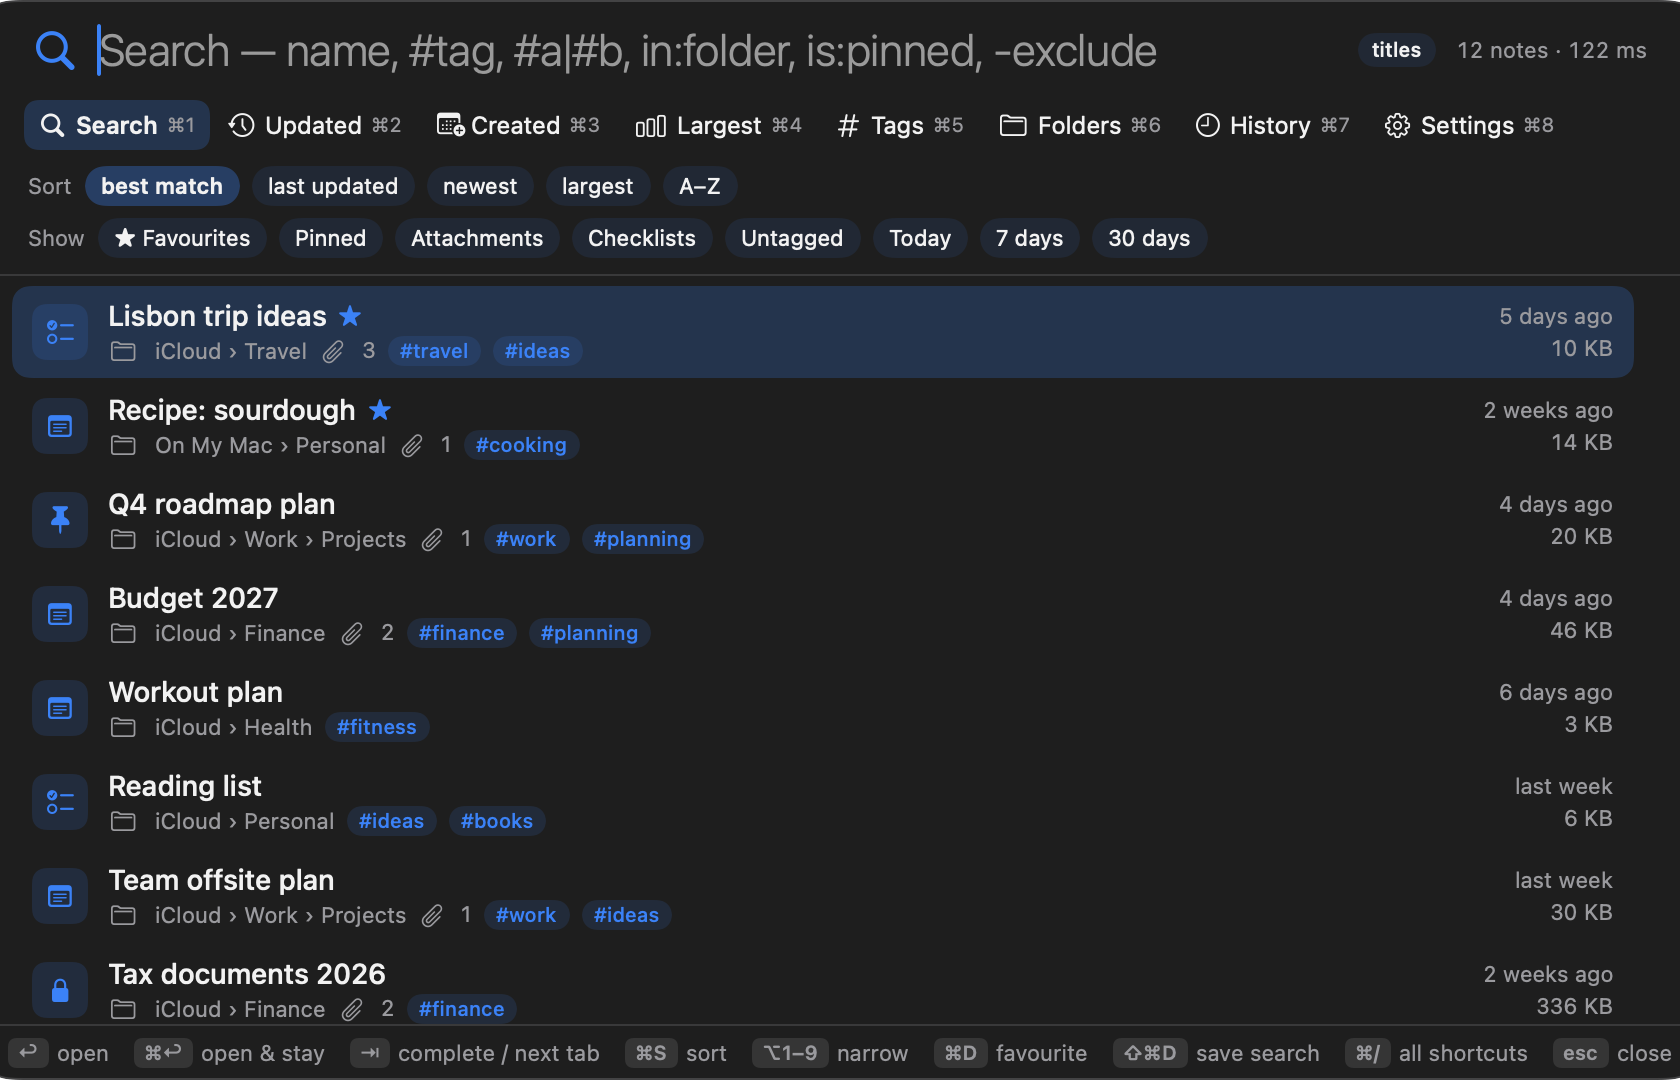 Search — name, #tag, #a|#b, in:folder, is:pinned, -exclude titles 12 notes · 122 ms
Search ⌘1 Updated ⌘2 Created ⌘3 Largest ⌘4 # Tags ⌘5 Folders ⌘6 History ⌘7 Settings ⌘8
Sort best match last updated newest largest A–Z
Show ★ Favourites Pinned Attachments Checklists Untagged Today 7 days 30 days
Lisbon trip ideas ★ 5 days ago
iCloud › Travel 3 #travel #ideas 10 KB
Recipe: sourdough ★ 2 weeks ago
On My Mac › Personal 1 #cooking 14 KB
Q4 roadmap plan 4 days ago
iCloud › Work › Projects 1 #work #planning 20 KB
Budget 2027 4 days ago
iCloud › Finance 2 #finance #planning 46 KB
Workout plan 6 days ago
iCloud › Health #fitness 3 KB
Reading list last week
iCloud › Personal #ideas #books 6 KB
Team offsite plan last week
iCloud › Work › Projects 1 #work #ideas 30 KB
Tax documents 2026 2 weeks ago
iCloud › Finance 2 #finance 336 KB
↩ open ⌘↩ open & stay ⇥ complete / next tab ⌘S sort ⌥1–9 narrow ⌘D favourite ⇧⌘D save search ⌘/ all shortcuts esc close